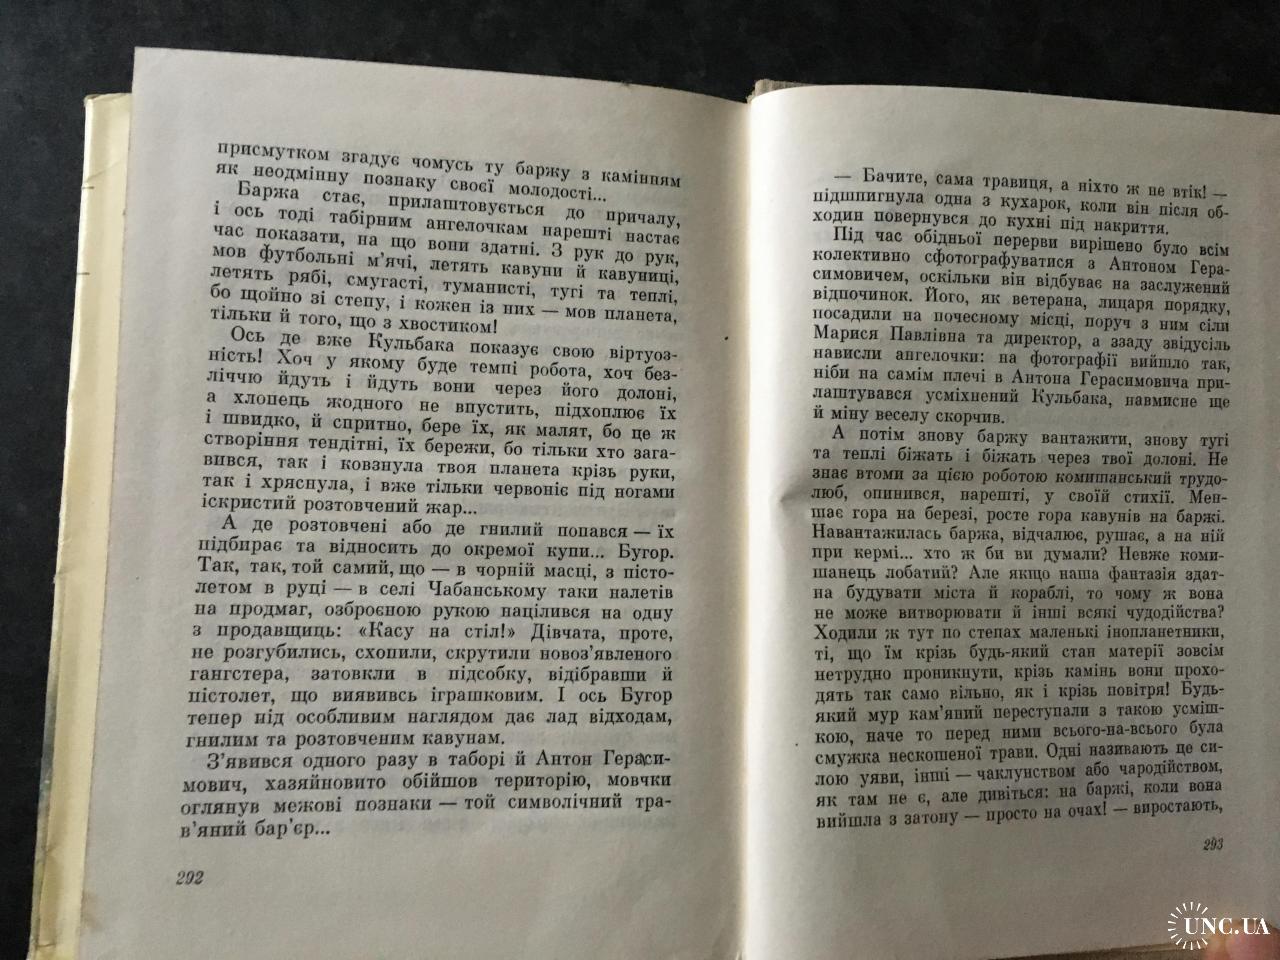 присмутком згадує чомусь ту баржу з камінням
як неодмінну познаку своєї молодості...
Баржа стає, прилаштовується до причалу,
і ось тоді табірним ангелочкам нарешті настає
час показати, на що вони здатні. З рук до рук,
мов футбольні м'ячі, летять кавуни й кавуниці,
летять рябі, смугасті, туманисті, тугі та теплі,
бо щойно зі степу, і кожен із них — мов планета,
тільки й того, що з хвостиком!
Ось де вже Кульбака показує свою віртуоз-
ність! Хоч у якому буде темпі робота, хоч без-
ліччю йдуть і йдуть вони через його долоні,
а хлопець жодного не впустить, підхоплює їх
і швидко, й спритно, бере їх, як малят, бо це ж
створіння тендітні, їх бережи, бо тільки хто зага-
вився, так і ковзнула твоя планета крізь руки,
так і хряснула, і вже тільки червоніє під ногами
іскристий розтовчений жар...
А де розтовчені або де гнилий попався — їх
підбирає та відносить до окремої купи... Бугор.
Так, так, той самий, що — в чорній масці, з пісто-
летом в руці — в селі Чабанському таки налетів
на продмаг, озброєною рукою націлився на одну
з продавщиць: «Касу на стіл!» Дівчата, проте,
не розгубились, схопили, скрутили новоз'явленого
гангстера, затовкли в підсобку, відібравши й
пістолет, що виявивсь іграшковим. І ось Бугор
тепер під особливим наглядом дає лад відходам,
гнилим та розтовченим кавунам.
З'явився одного разу в таборі й Антон Гераси-
мович, хазяйновито обійшов територію, мовчки
оглянув межові познаки — той символічний тра-
в'яний бар'єр...
292
— Бачите, сама травиця, а ніхто ж не втік! —
підшпигнула одна з кухарок, коли він після об-
ходин повернувся до кухні під накриття.
Під час обідньої перерви вирішено було всім
колективно сфотографуватися з Антоном Гера-
симовичем, оскільки він відбуває на заслужений
відпочинок. Його, як ветерана, лицаря порядку,
посадили на почесному місці, поруч з ним сіли
Марися Павлівна та директор, а ззаду звідусіль
нависли ангелочки: на фотографії вийшло так,
ніби на самім плечі в Антона Герасимовича при-
лаштувався усміхнений Кульбака, навмисне ще
й міну веселу скорчив.
А потім знову баржу вантажити, знову тугі
та теплі біжать і біжать через твої долоні. Не
знає втоми за цією роботою комишанський трудо-
люб, опинився, нарешті, у своїй стихії. Мен-
шає гора на березі, росте гора кавунів на баржі.
Навантажилась баржа, відчалює, рушає, а на ній
при кермі... хто ж би ви думали? Невже коми-
шанець лобатий? Але якщо наша фантазія здат-
на будувати міста й кораблі, то чому ж вона
не може витворювати й інші всякі чудодійства?
Ходили ж тут по степах маленькі інопланетники,
ті, що їм крізь будь-який стан матерії зовсім
нетрудно проникнути, крізь камінь вони прохо-
дять так само вільно, як і крізь повітря! Будь-
який мур кам'яний переступали з такою усміш-
кою, наче то перед ними всього-на-всього була
смужка нескошеної трави. Одні називають це си-
лою уяви, інші — чаклунством або чародійством,
як там не є, але дивіться: на баржі, коли вона
вийшла з затону — просто на очах! — виростають,
293
UNC.UA